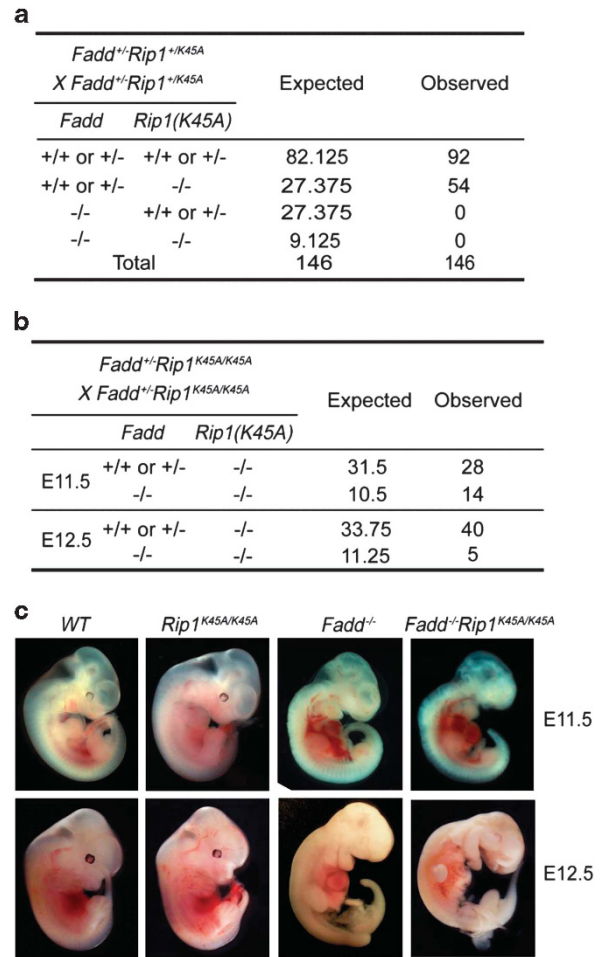 a
Fadd+/-Rip1+/K45A
X Fadd+/-Rip1+/K45A
Expected Observed
Fadd Rip1(K45A)
+/+ or +/- +/+ or +/- 82.125 92
+/+ or +/- -/- 27.375 54
-/- +/+ or +/- 27.375 0
-/- -/- 9.125 0
Total 146 146
b
Fadd+/-Rip1K45A/K45A
X Fadd+/-Rip1K45A/K45A
Expected Observed
Fadd Rip1(K45A)
E11.5 +/+ or +/- -/- 31.5 28
-/- -/- 10.5 14
E12.5 +/+ or +/- -/- 33.75 40
-/- -/- 11.25 5
c
WT Rip1K45A/K45A Fadd-/- Fadd-/-Rip1K45A/K45A
E11.5
E12.5